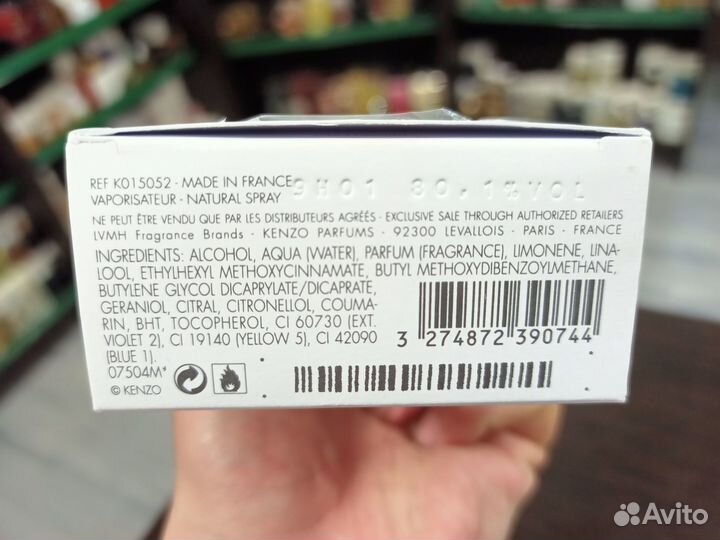 REF K015052 - MADE IN FRANCE 9H01 80,1%VOL
VAPORISATEUR - NATURAL SPRAY
NE PEUT ÊTRE VENDU QUE PAR LES DISTRIBUTEURS AGRÉÉS - EXCLUSIVE SALE THROUGH AUTHORIZED RETAILERS
LVMH Fragrance Brands - KENZO PARFUMS - 92300 LEVALLOIS - PARIS - FRANCE
INGREDIENTS: ALCOHOL, AQUA (WATER), PARFUM (FRAGRANCE), LIMONENE, LINA-
LOOL, ETHYLHEXYL METHOXYCINNAMATE, BUTYL METHOXYDIBENZOYLMETHANE,
BUTYLENE GLYCOL DICAPRYLATE/DICAPRATE,
GERANIOL, CITRAL, CITRONELLOL, COUMA-
RIN, BHT, TOCOPHEROL, CI 60730 (EXT.
VIOLET 2), CI 19140 (YELLOW 5), CI 42090
(BLUE 1).
07504M⁴
© KENZO
3 274872 390744
Avito